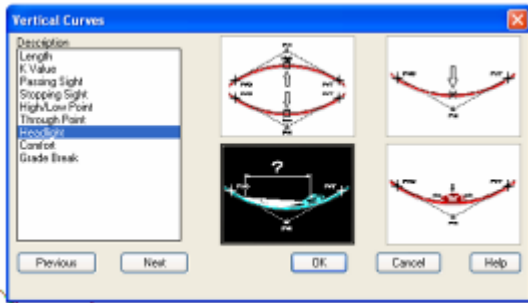 Vertical Curves
Description
Length
K Value
Passing Sight
Stopping Sight
High/Low Point
Through Point
Headlight
Comfort
Grade Break
?
Previous Next OK Cancel Help